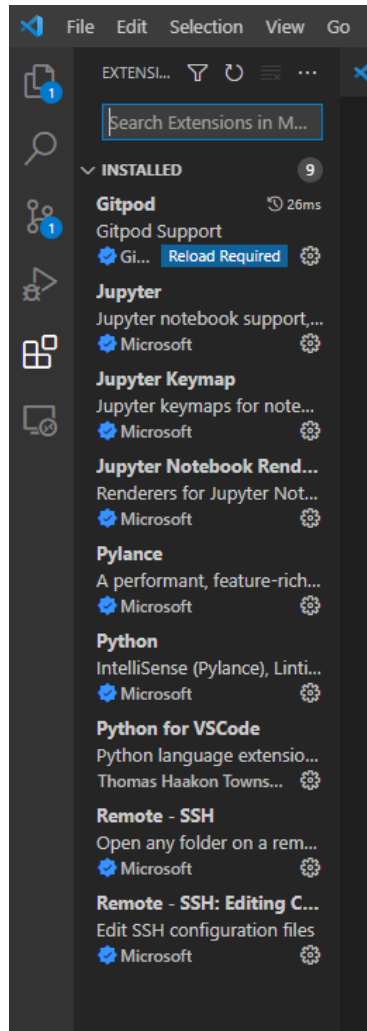 File Edit Selection View Go
EXTENSI...
1
Search Extensions in M...
INSTALLED 9
Gitpod 26ms
Gitpod Support
Gi... Reload Required
1
Jupyter
Jupyter notebook support,...
Microsoft
Jupyter Keymap
Jupyter keymaps for note...
Microsoft
Jupyter Notebook Rend...
Renderers for Jupyter Not...
Microsoft
Pylance
A performant, feature-rich...
Microsoft
Python
IntelliSense (Pylance), Linti...
Microsoft
Python for VSCode
Python language extensio...
Thomas Haakon Towns...
Remote - SSH
Open any folder on a rem...
Microsoft
Remote - SSH: Editing C...
Edit SSH configuration files
Microsoft